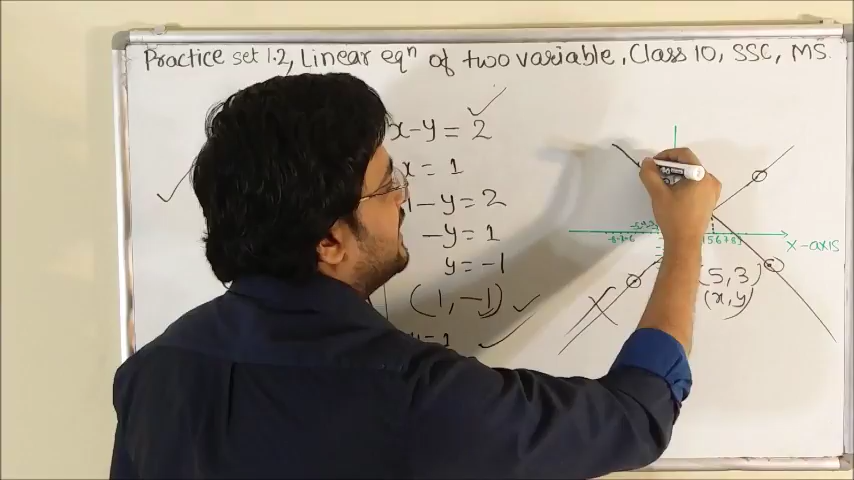 Practice set 1.2, Linear eqⁿ of two variable, Class 10, SSC, MS.
x-y = 2
x = 1
1-y = 2
-y = 1
y = -1
(1, -1)
=1
x-axis
(5,3)
(x,y)